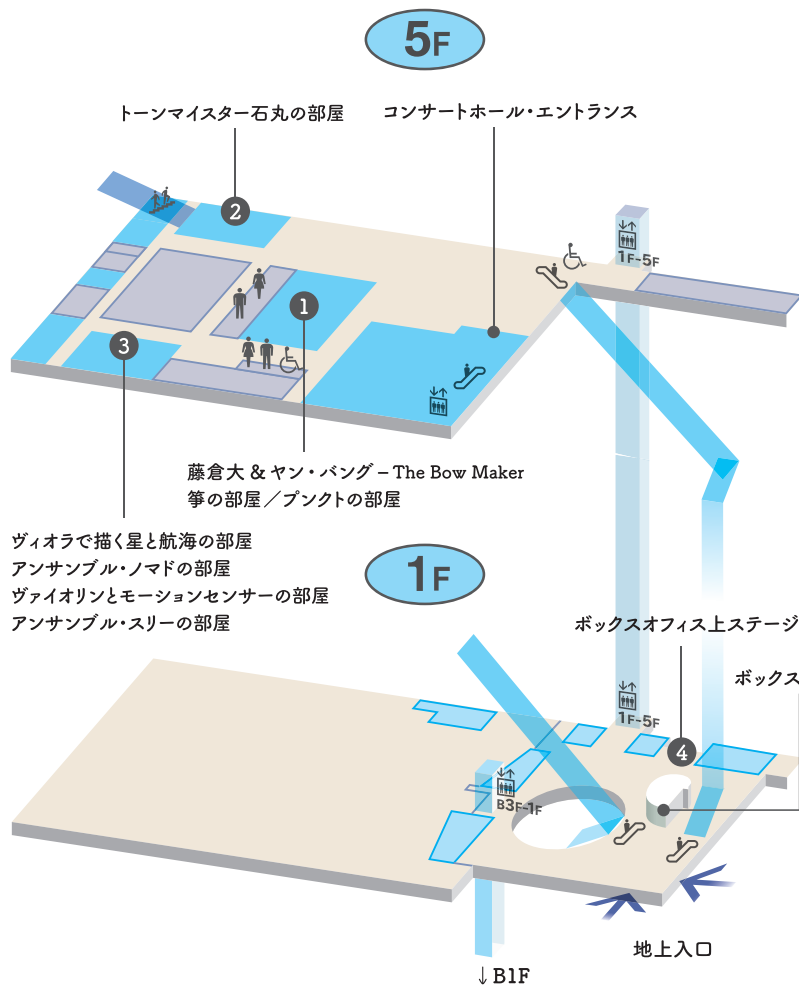 5F
トーンマイスター石丸の部屋
コンサートホール・エントランス
2
1F-5F
1
3
藤倉大 & ヤン・バング – The Bow Maker
箏の部屋／プンクトの部屋
ヴィオラで描く星と航海の部屋
アンサンブル・ノマドの部屋
ヴァイオリンとモーションセンサーの部屋
アンサンブル・スリーの部屋
1F
ボックスオフィス上ステージ
ボックス
1F-5F
4
B3F-1F
地上入口
↓B1F